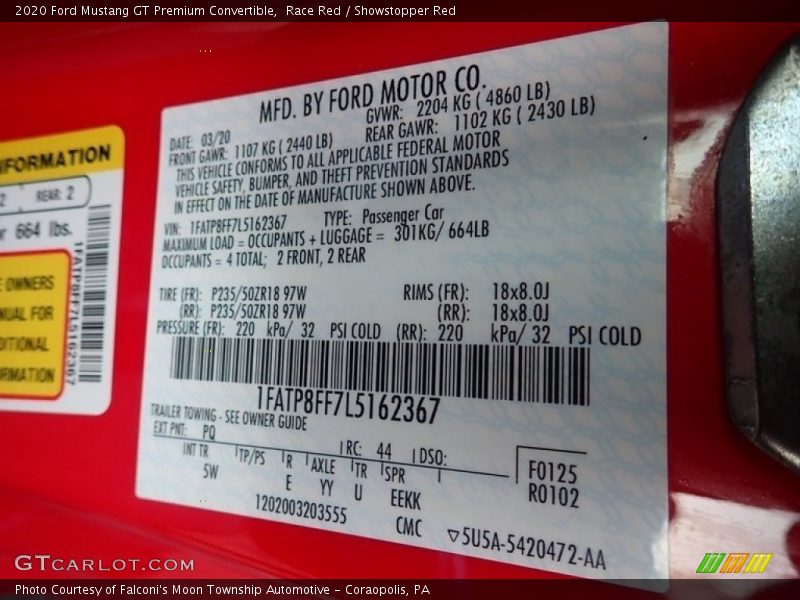 2020 Ford Mustang GT Premium Convertible,  Race Red / Showstopper Red
MFD. BY FORD MOTOR CO.
DATE: 03/20
GVWR: 2204 KG ( 4860 LB)
FRONT GAWR: 1107 KG ( 2440 LB)
REAR GAWR: 1102 KG ( 2430 LB)
THIS VEHICLE CONFORMS TO ALL APPLICABLE FEDERAL MOTOR
VEHICLE SAFETY, BUMPER, AND THEFT PREVENTION STANDARDS
IN EFFECT ON THE DATE OF MANUFACTURE SHOWN ABOVE.
VIN: 1FATP8FF7L5162367 TYPE: Passenger Car
MAXIMUM LOAD = OCCUPANTS + LUGGAGE = 301KG/ 664LB
OCCUPANTS = 4 TOTAL; 2 FRONT, 2 REAR
TIRE (FR): P235/50ZR18 97W RIMS (FR): 18x8.0J
(RR): P235/50ZR18 97W (RR): 18x8.0J
PRESSURE (FR): 220 kPa/ 32 PSI COLD (RR): 220 kPa/ 32 PSI COLD
1FATP8FF7L5162367
TRAILER TOWING - SEE OWNER GUIDE
EXT PNT: PQ RC: 44 DSO: F0125
INT TR TP/PS R AXLE TR SPR R0102
5W E YY U EEKK
1202003203555 CMC ▽5U5A-5420472-AA
NFORMATION
2 REAR: 2
or 664 lbs.
E OWNERS
NUAL FOR
DITIONAL
RMATION
1FATP8FF7L5162367
GTCARLOT.COM
Photo Courtesy of Falconi's Moon Township Automotive - Coraopolis, PA